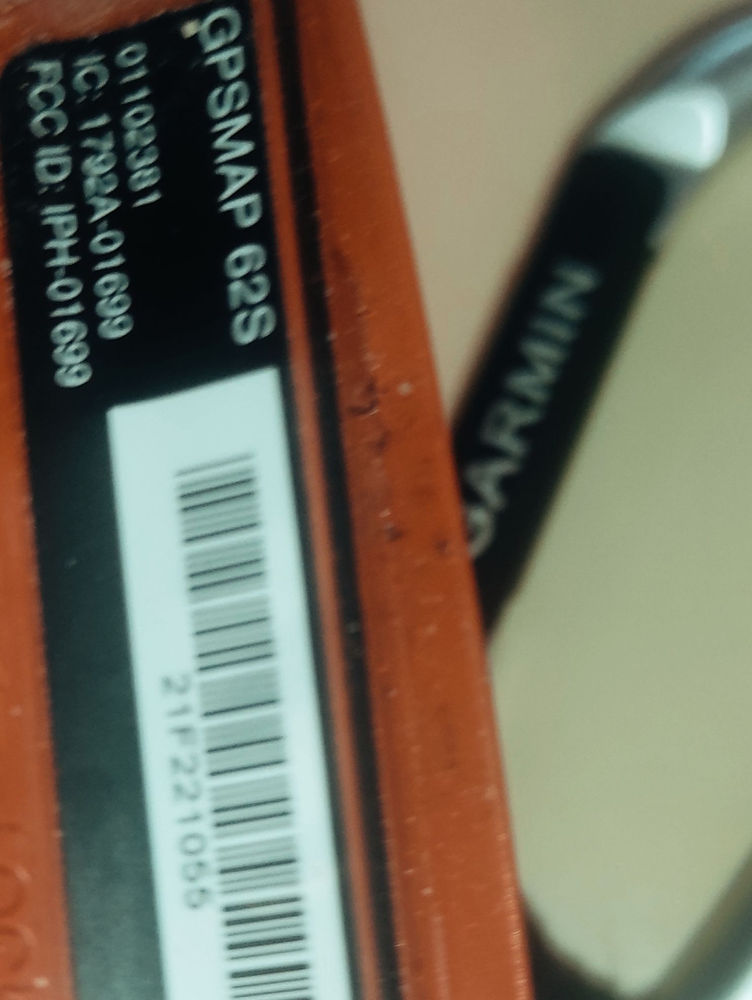 GPSMAP 62S
01102381
IC: 1792A-01699
FCC ID: IPH-01699
21F221055
GARMIN